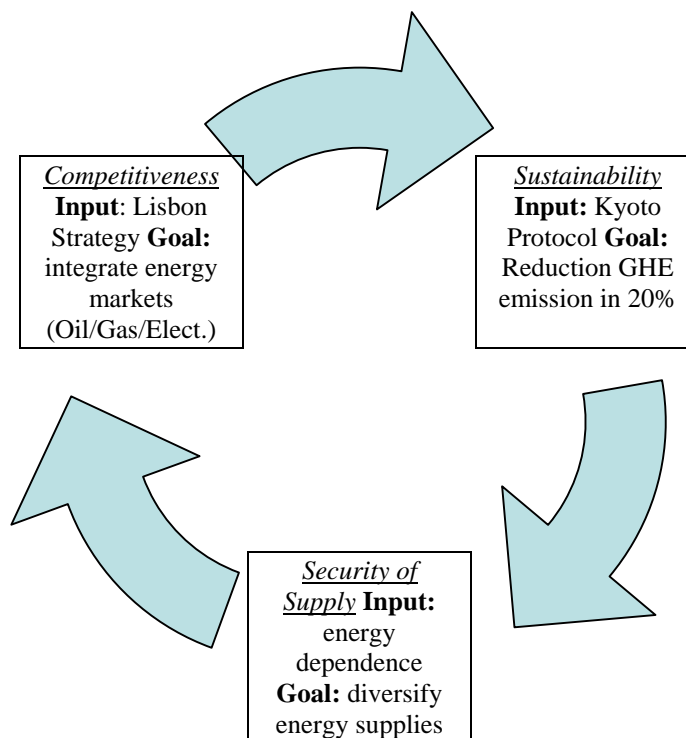 Competitiveness
Input: Lisbon
Strategy Goal:
integrate energy
markets
(Oil/Gas/Elect.)
Sustainability
Input: Kyoto
Protocol Goal:
Reduction GHE
emission in 20%
Security of
Supply Input:
energy
dependence
Goal: diversify
energy supplies